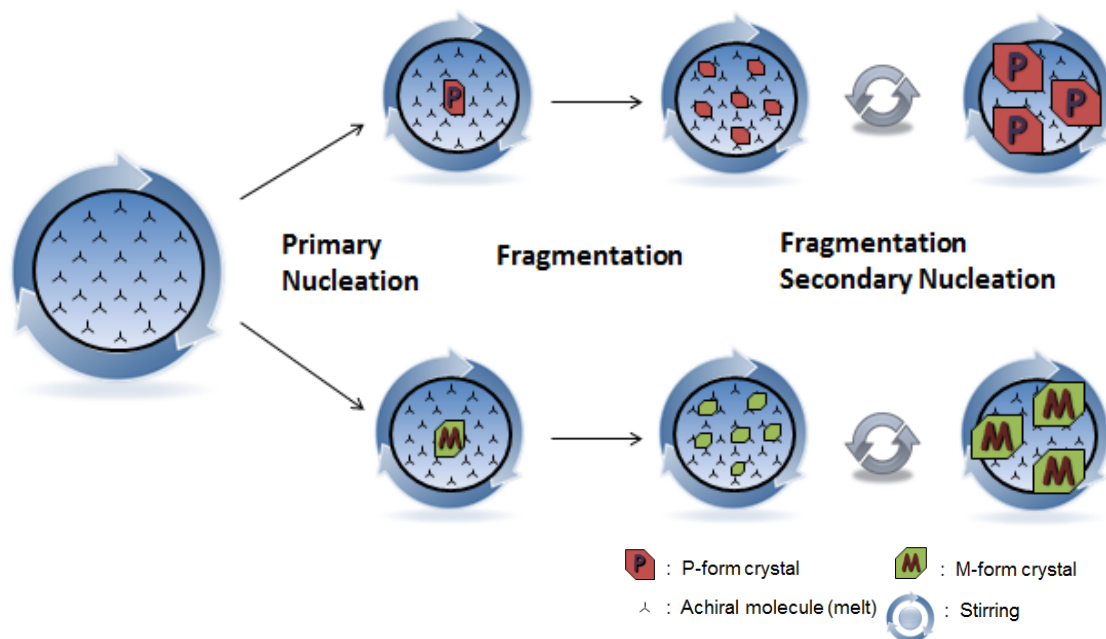 P
P
P
P
Primary
Nucleation
Fragmentation
Fragmentation
Secondary Nucleation
M
M
M
M
P : P-form crystal
M : M-form crystal
: Achiral molecule (melt)
: Stirring